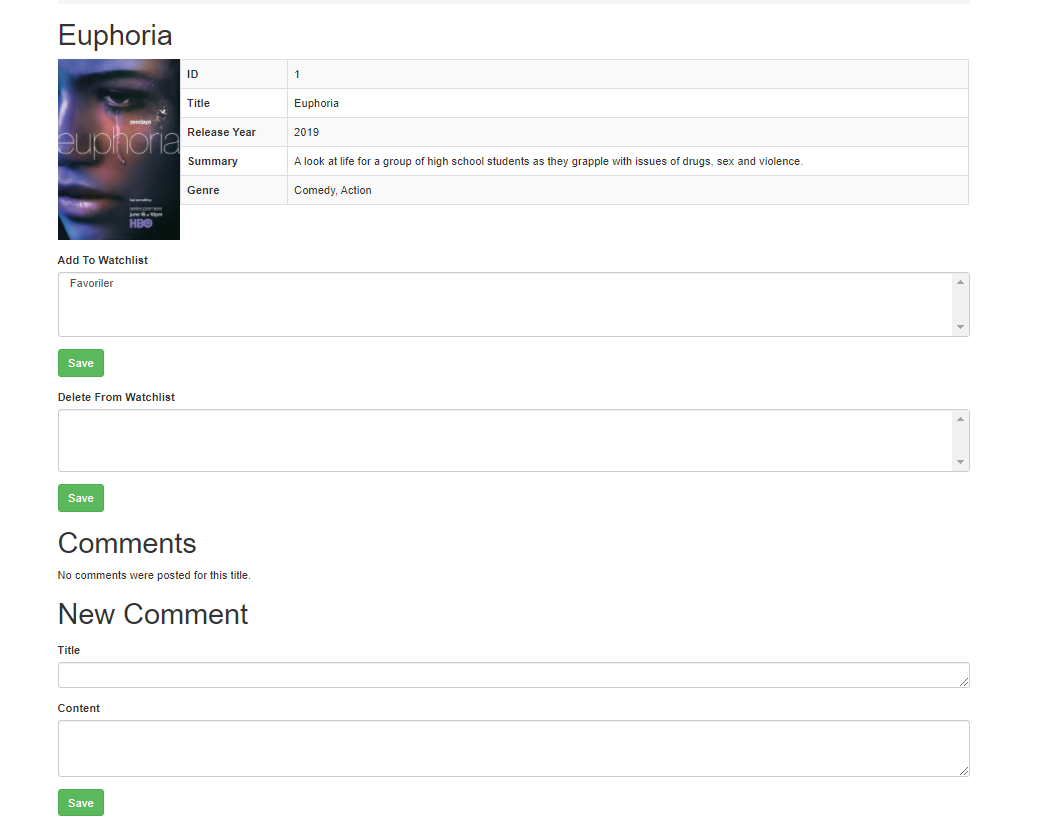 Euphoria
zendaya
euphoria
june 16 at 10pm
HBO
ID 1
Title Euphoria
Release Year 2019
Summary A look at life for a group of high school students as they grapple with issues of drugs, sex and violence.
Genre Comedy, Action
Add To Watchlist
Favoriler
Save
Delete From Watchlist
Save
Comments
No comments were posted for this title.
New Comment
Title
Content
Save